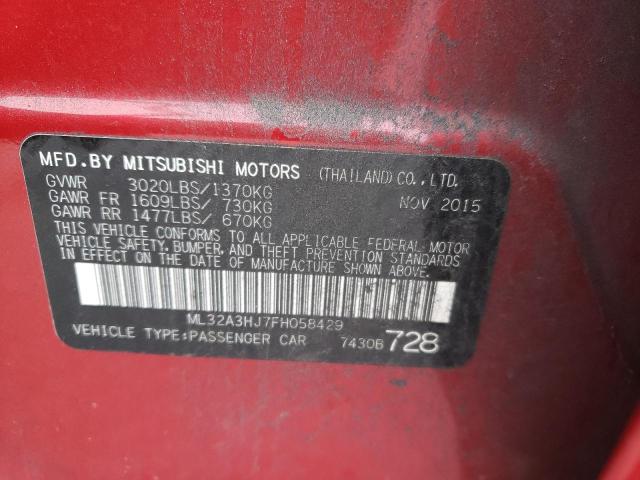 MFD.BY MITSUBISHI MOTORS (THAILAND)CO.,LTD.
GVWR 3020LBS/1370KG NOV 2015
GAWR FR 1609LBS/ 730KG
GAWR RR 1477LBS/ 670KG
THIS VEHICLE CONFORMS TO ALL APPLICABLE FEDERAL MOTOR
VEHICLE SAFETY,BUMPER,AND THEFT PREVENTION STANDARDS
IN EFFECT ON THE DATE OF MANUFACTURE SHOWN ABOVE.
ML32A3HJ7FH058429
VEHICLE TYPE:PASSENGER CAR 7430B 728